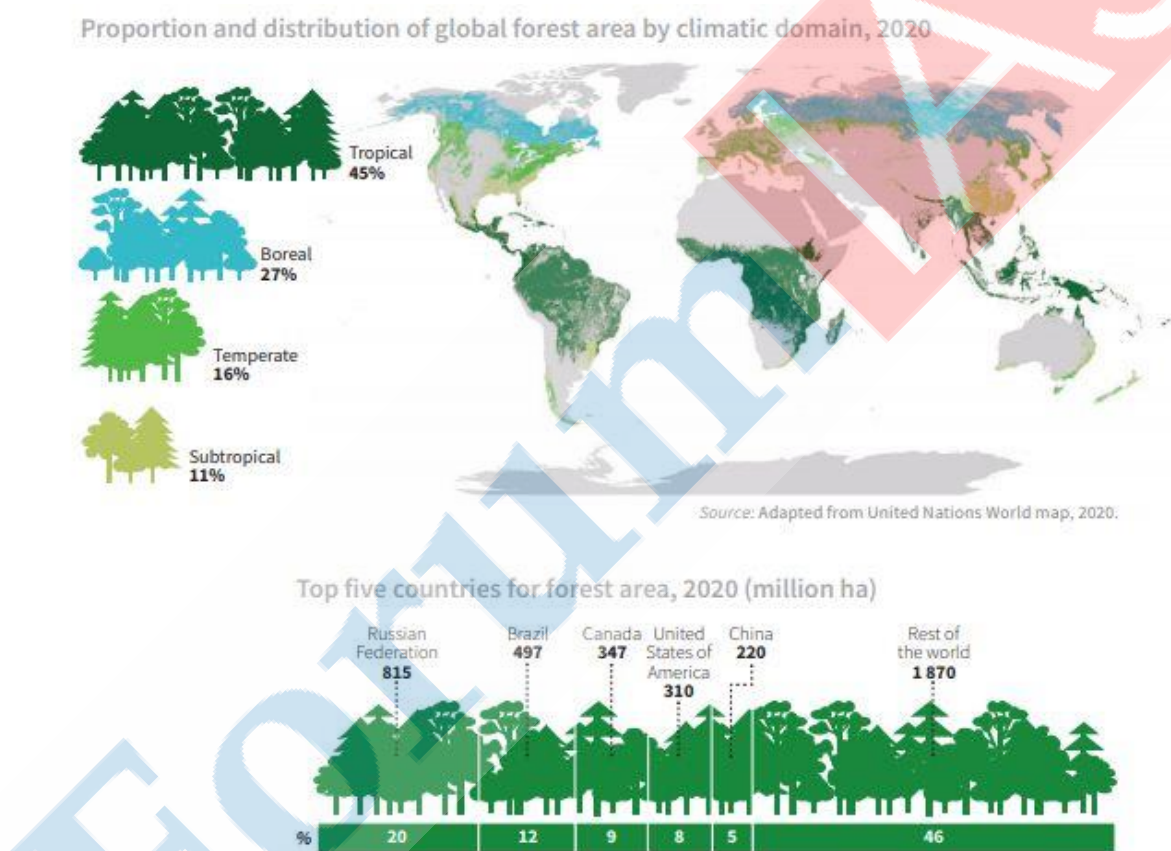 Proportion and distribution of global forest area by climatic domain, 2020
Tropical
45%
Boreal
27%
Temperate
16%
Subtropical
11%
Source: Adapted from United Nations World map, 2020.
Top five countries for forest area, 2020 (million ha)
Russian
Federation
815
Brazil
497
Canada
347
United
States of
America
310
China
220
Rest of
the world
1 870
% 20 12 9 8 5 46
ForumIAS